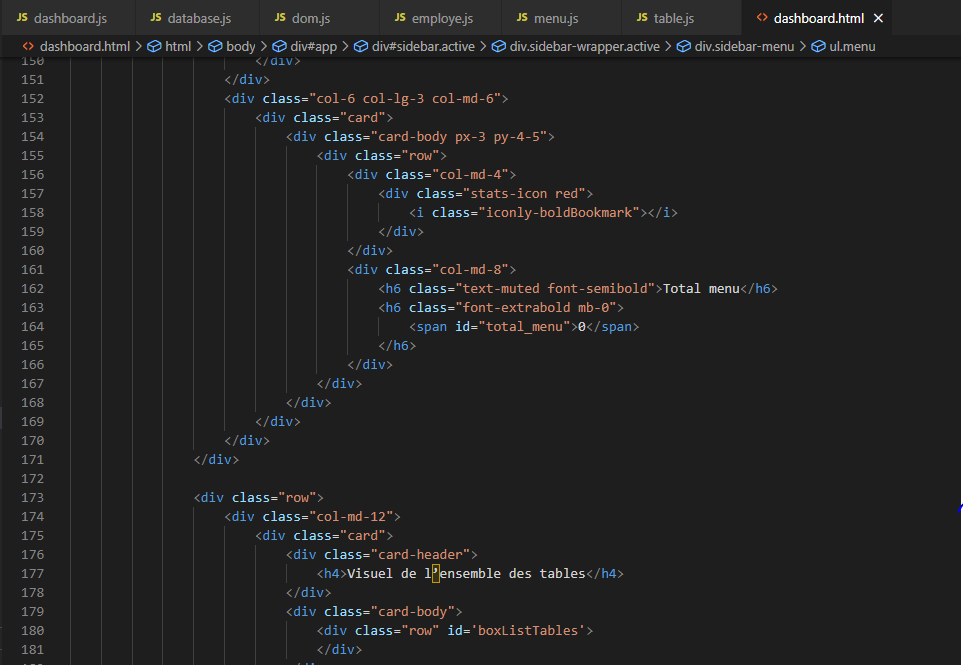 JS dashboard.js JS database.js JS dom.js JS employe.js JS menu.js JS table.js <> dashboard.html ×
<> dashboard.html > html > body > div#app > div#sidebar.active > div.sidebar-wrapper.active > div.sidebar-menu > ul.menu
150 </div>
151 </div>
152 <div class="col-6 col-lg-3 col-md-6">
153 <div class="card">
154 <div class="card-body px-3 py-4-5">
155 <div class="row">
156 <div class="col-md-4">
157 <div class="stats-icon red">
158 <i class="iconly-boldBookmark"></i>
159 </div>
160 </div>
161 <div class="col-md-8">
162 <h6 class="text-muted font-semibold">Total menu</h6>
163 <h6 class="font-extrabold mb-0">
164 <span id="total_menu">0</span>
165 </h6>
166 </div>
167 </div>
168 </div>
169 </div>
170 </div>
171 </div>
172
173 <div class="row">
174 <div class="col-md-12">
175 <div class="card">
176 <div class="card-header">
177 <h4>Visuel de l’ensemble des tables</h4>
178 </div>
179 <div class="card-body">
180 <div class="row" id='boxListTables'>
181 </div>